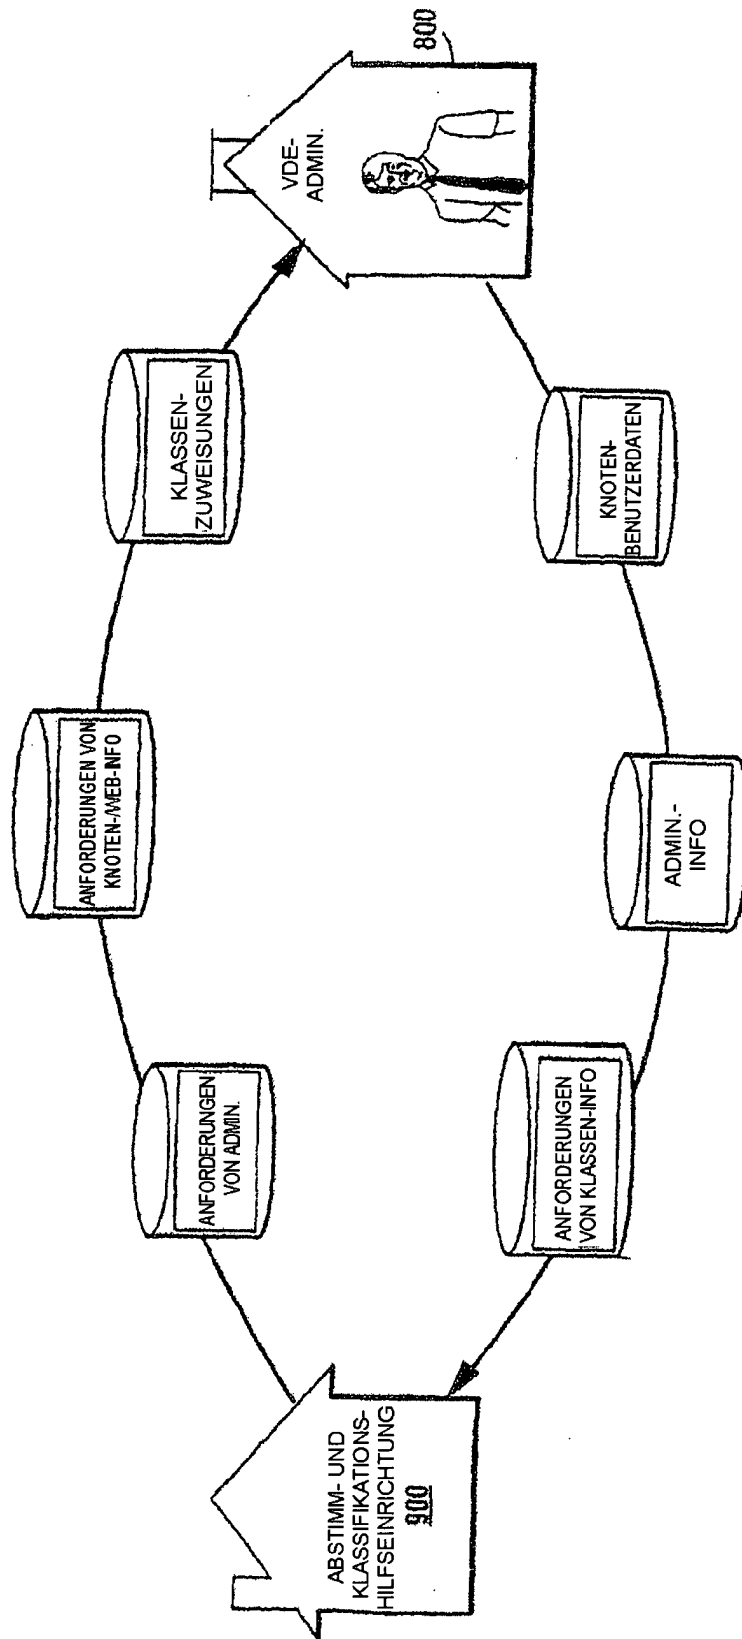 ABSTIMM- UND
KLASSIFIKATIONS-
HILFSEINRICHTUNG
900
ANFORDERUNGEN
VON ADMIN.
ANFORDERUNGEN VON
KNOTEN-/WEB-INFO
KLASSEN-
ZUWEISUNGEN
VDE-
ADMIN.
800
KNOTEN-
BENUTZERDATEN
ADMIN.-
INFO
ANFORDERUNGEN
VON KLASSEN-INFO